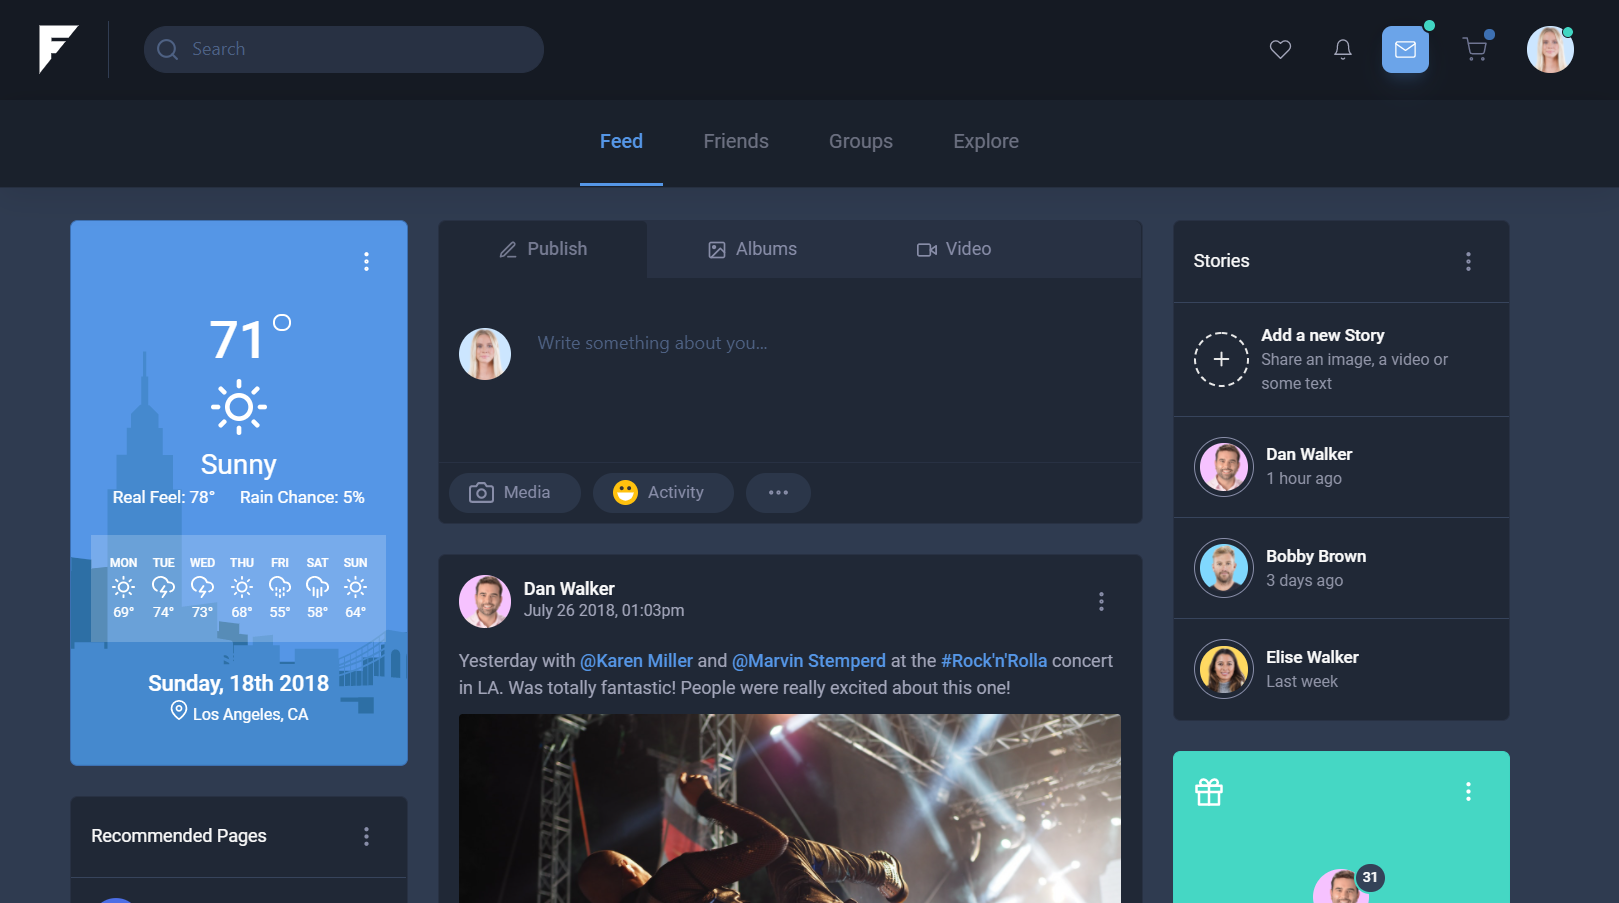 Search
Feed
Friends
Groups
Explore
71°
Sunny
Real Feel: 78° Rain Chance: 5%
MON TUE WED THU FRI SAT SUN
69° 74° 73° 68° 55° 58° 64°
Sunday, 18th 2018
Los Angeles, CA
Recommended Pages
Publish
Albums
Video
Write something about you...
Media
Activity
Dan Walker
July 26 2018, 01:03pm
Yesterday with @Karen Miller and @Marvin Stemperd at the #Rock'n'Rolla concert
in LA. Was totally fantastic! People were really excited about this one!
Stories
Add a new Story
Share an image, a video or
some text
Dan Walker
1 hour ago
Bobby Brown
3 days ago
Elise Walker
Last week
31